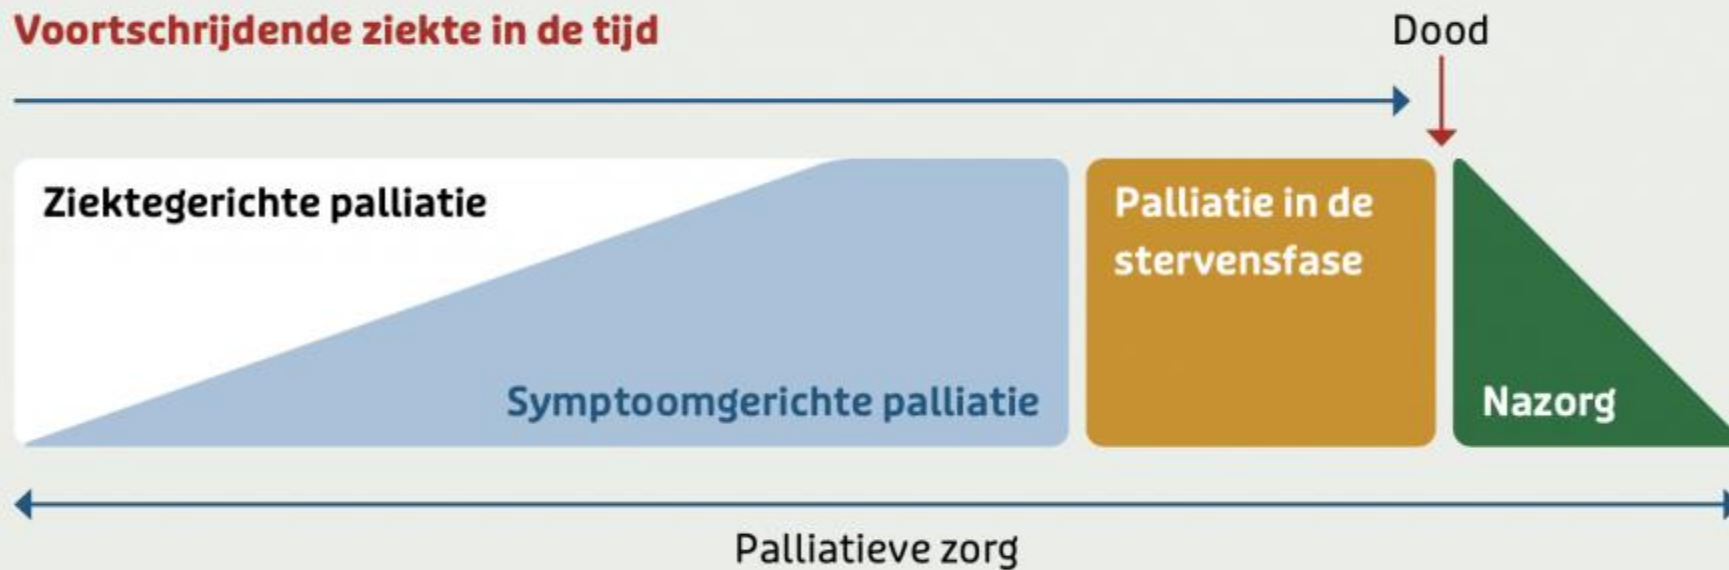 Voortschrijdende ziekte in de tijd
Dood
Ziektegerichte palliatie
Palliatie in de
stervensfase
Symptoomgerichte palliatie
Nazorg
Palliatieve zorg